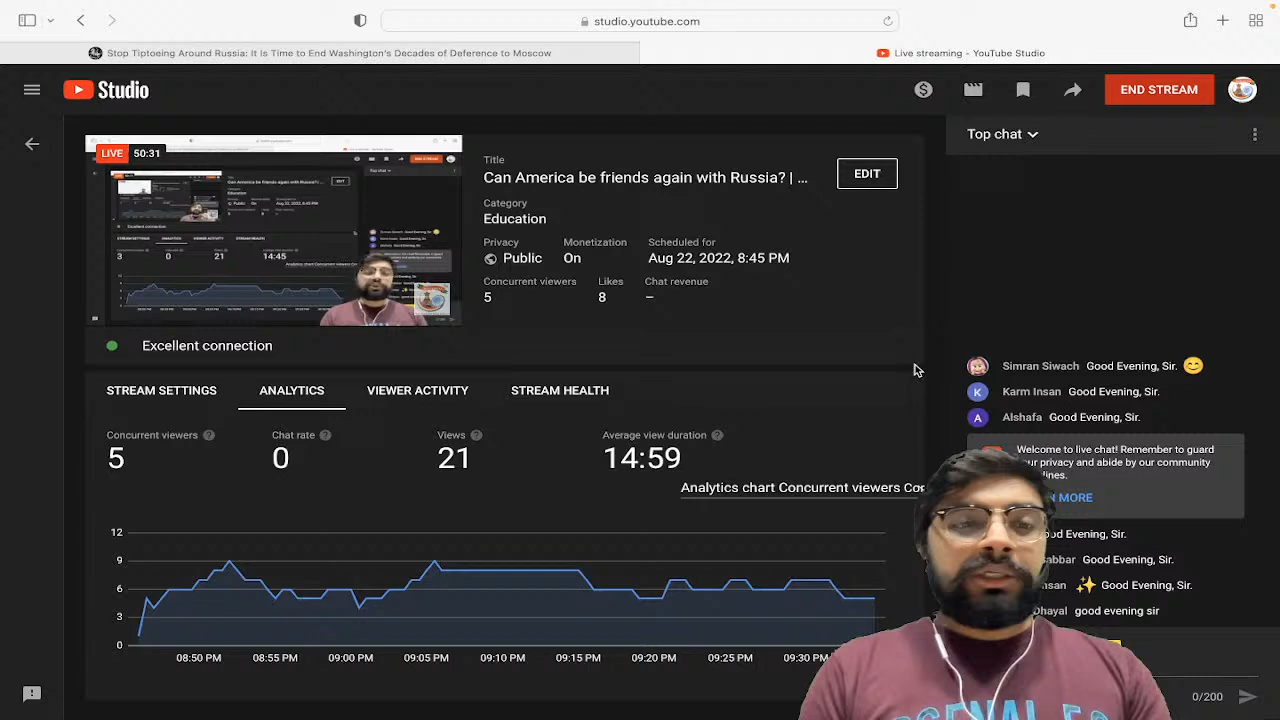 studio.youtube.com
Stop Tiptoeing Around Russia: It Is Time to End Washington's Decades of Deference to Moscow
Live streaming - YouTube Studio
Studio
END STREAM
Top chat
LIVE 50:31
Title
Can America be friends again with Russia? | ...
EDIT
Category
Education
Privacy Monetization Scheduled for
Public On Aug 22, 2022, 8:45 PM
Concurrent viewers Likes Chat revenue
5 8 –
Excellent connection
STREAM SETTINGS ANALYTICS VIEWER ACTIVITY STREAM HEALTH
Concurrent viewers Chat rate Views Average view duration
5 0 21 14:59
Analytics chart Concurrent viewers
12
9
6
3
0
08:50 PM 08:55 PM 09:00 PM 09:05 PM 09:10 PM 09:15 PM 09:20 PM 09:25 PM 09:30 PM
Simran Siwach Good Evening, Sir. 😊
K Karm Insan Good Evening, Sir.
A Alshafa Good Evening, Sir.
Welcome to live chat! Remember to guard
your privacy and abide by our community
MORE
Good Evening, Sir.
Good Evening, Sir.
✨ Good Evening, Sir.
Dhayal good evening sir
0/200